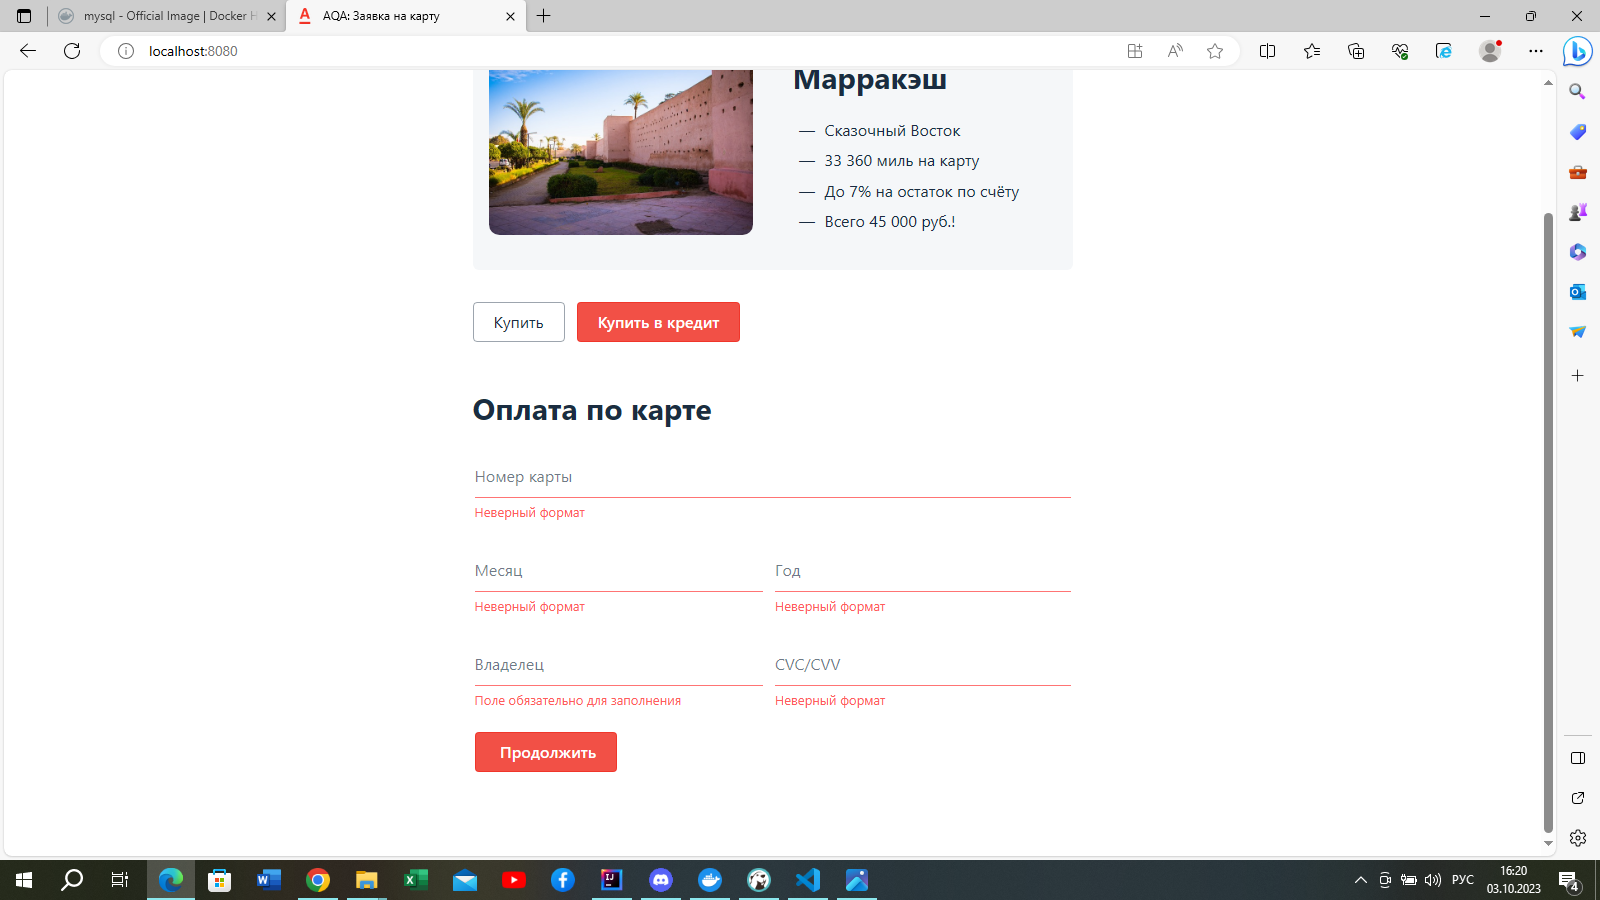 mysql - Official Image | Docker H
AQA: Заявка на карту
localhost:8080
Марракэш
— Сказочный Восток
— 33 360 миль на карту
— До 7% на остаток по счёту
— Всего 45 000 руб.!
Купить
Купить в кредит
Оплата по карте
Номер карты
Неверный формат
Месяц
Год
Неверный формат
Неверный формат
Владелец
CVC/CVV
Поле обязательно для заполнения
Неверный формат
Продолжить
РУС
16:20
03.10.2023
4